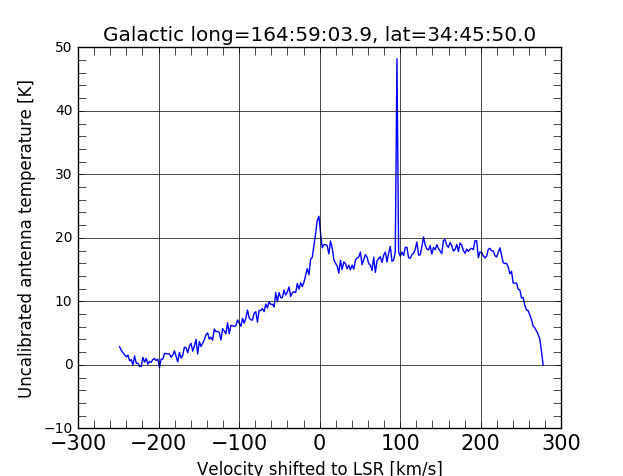 Galactic long=164:59:03.9, lat=34:45:50.0
Uncalibrated antenna temperature [K]
50
40
30
20
10
0
−10
−300 −200 −100 0 100 200 300
Velocity shifted to LSR [km/s]